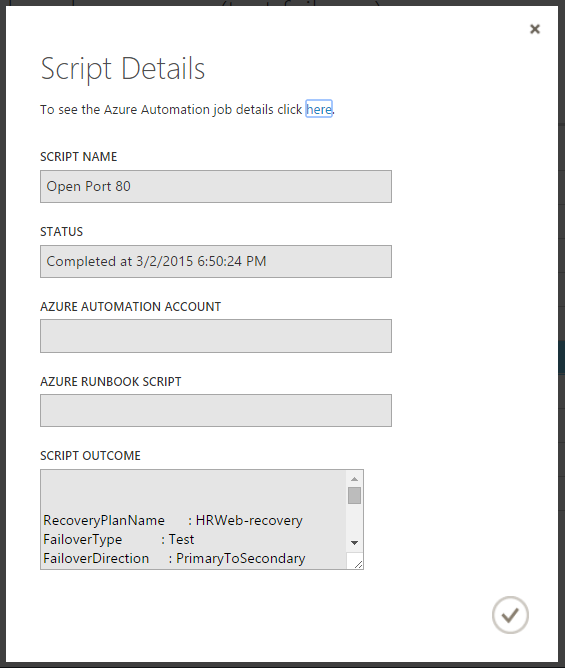 Script Details
To see the Azure Automation job details click here.
SCRIPT NAME
Open Port 80
STATUS
Completed at 3/2/2015 6:50:24 PM
AZURE AUTOMATION ACCOUNT
AZURE RUNBOOK SCRIPT
SCRIPT OUTCOME
RecoveryPlanName : HRWeb-recovery
FailoverType : Test
FailoverDirection : PrimaryToSecondary